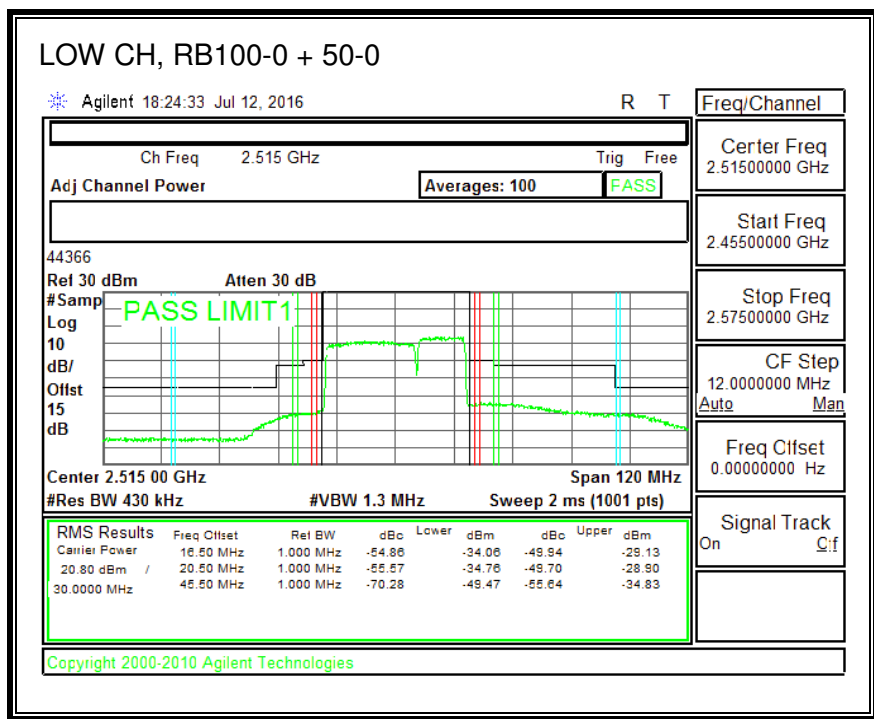 LOW CH, RB100-0 + 50-0
Agilent 18:24:33 Jul 12, 2016 R T
Freq/Channel
Ch Freq 2.515 GHz Trig Free
Adj Channel Power Averages: 100 PASS
Center Freq
2.51500000 GHz
Start Freq
2.45500000 GHz
Stop Freq
2.57500000 GHz
CF Step
12.0000000 MHz
Auto Man
Freq Offset
0.00000000 Hz
Signal Track
On Off
44366
Ref 30 dBm Atten 30 dB
#Samp
Log
10
dB/
Offst
15
dB
PASS LIMIT1
Center 2.515 00 GHz Span 120 MHz
#Res BW 430 kHz #VBW 1.3 MHz Sweep 2 ms (1001 pts)
RMS Results Freq Offset Ref BW dBc Lower dBm dBc Upper dBm
Carrier Power 16.50 MHz 1.000 MHz -54.86 -34.06 -49.94 -29.13
20.80 dBm / 20.50 MHz 1.000 MHz -55.57 -34.76 -49.70 -28.90
30.0000 MHz 45.50 MHz 1.000 MHz -70.28 -49.47 -55.64 -34.83
Copyright 2000-2010 Agilent Technologies